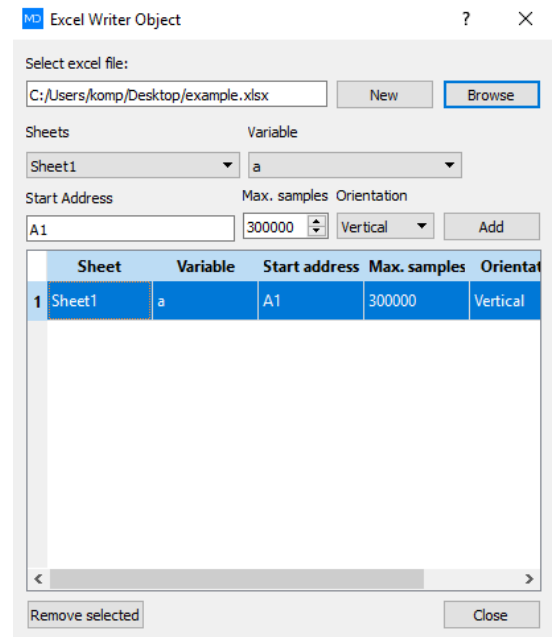 MD Excel Writer Object ? ×
Select excel file:
C:/Users/komp/Desktop/example.xlsx New Browse
Sheets Variable
Sheet1 a
Start Address Max. samples Orientation
A1 300000 Vertical Add
Sheet Variable Start address Max. samples Orientat
1 Sheet1 a A1 300000 Vertical
Remove selected Close